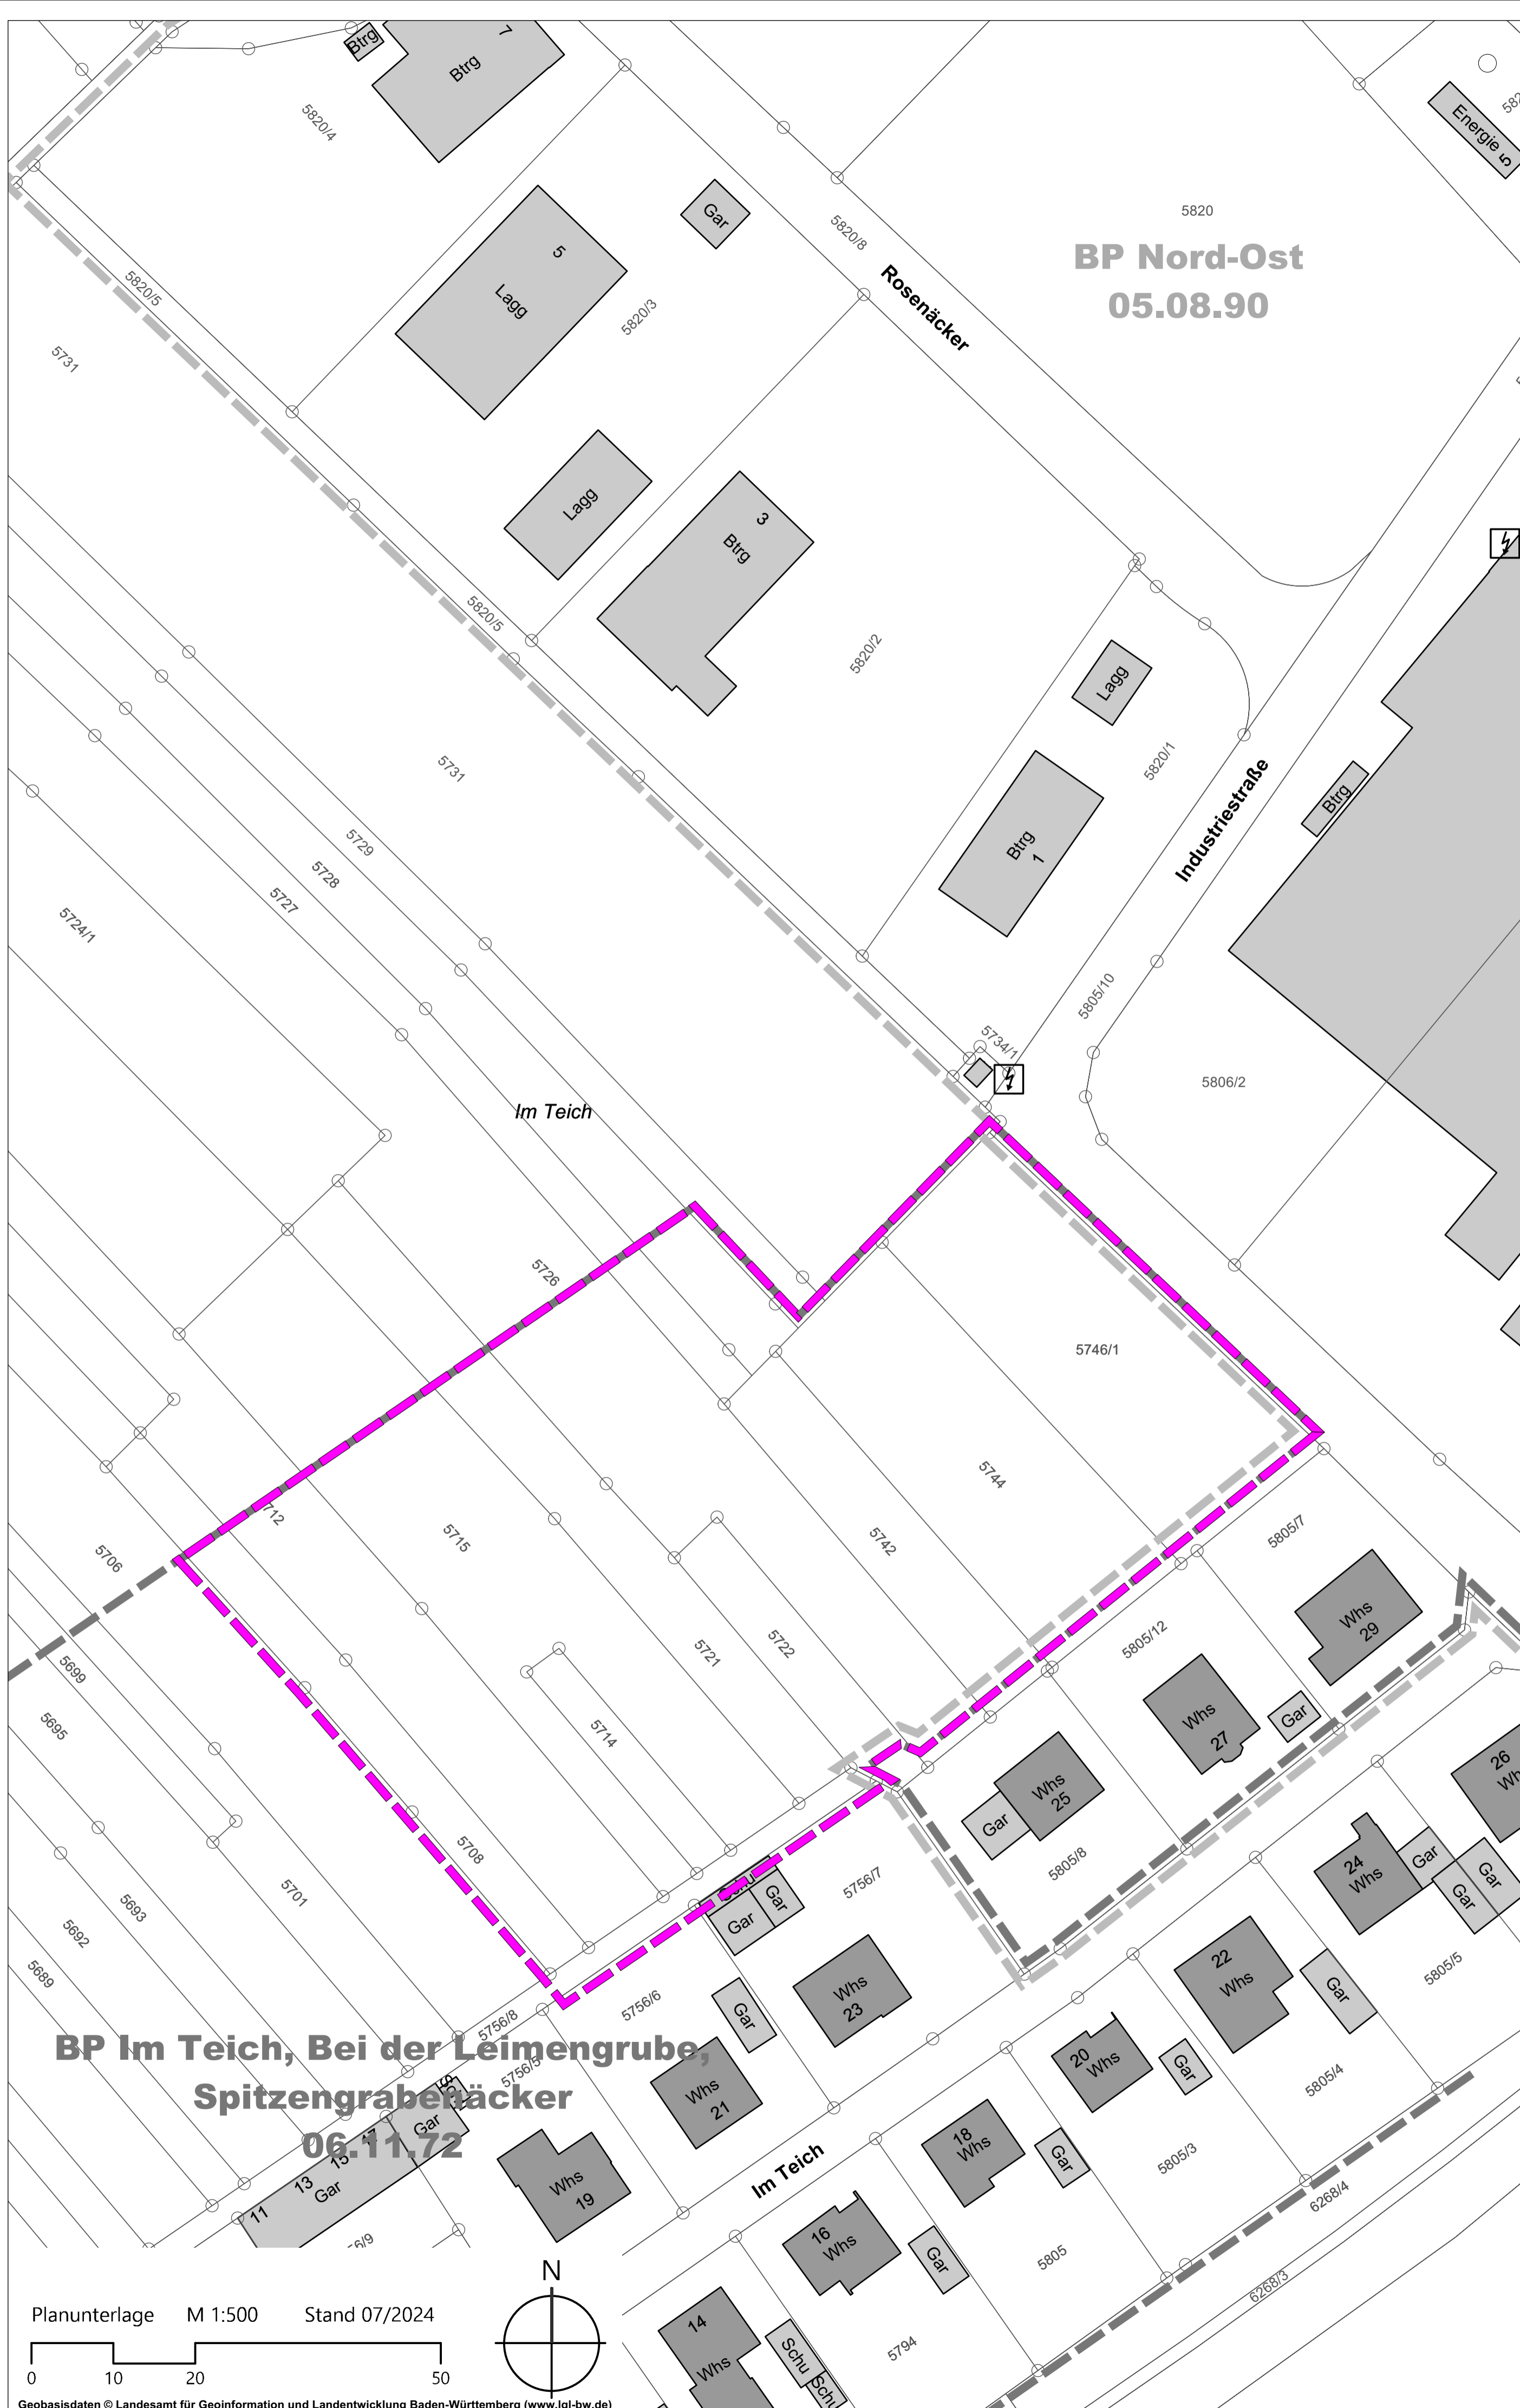 Btrg
7
Btrg
5820/4
Energie 5
Gar
5820/8
5820
BP Nord-Ost
05.08.90
5
Lagg
5820/5
5820/3
Rosenäcker
5731
Lagg
3
Btrg
5820/5
5820/2
Lagg
5820/1
5731
Industriestraße
Btrg
5729
5728
5727
5724/1
Btrg
1
5805/10
5734/1
5806/2
Im Teich
5726
5746/1
5744
5742
5715
5706
5805/7
5805/12
Whs
29
5722
5721
5714
5699
5695
Whs
27
Gar
Whs
25
Gar
5805/8
26
24
Whs
Gar
Gar
Gar
5708
5701
5693
5692
5689
Schu
Gar
Gar
5756/7
5756/6
Whs
23
Gar
22
Whs
Gar
5805/5
5756/8
5756/5
BP Im Teich, Bei der Leimengrube,
Spitzengrabenäcker
06.11.72
Whs
21
20
Whs
Gar
5805/4
Gar
17
15
13
11
Gar
Whs
19
Im Teich
18
Whs
Gar
5805/3
6268/4
16
Whs
Gar
5805
6268/3
N
Planunterlage M 1:500 Stand 07/2024
0 10 20 50
14
Whs
Schu
Schu
5794
Geobasisdaten © Landesamt für Geoinformation und Landentwicklung Baden-Württemberg (www.lgl-bw.de)